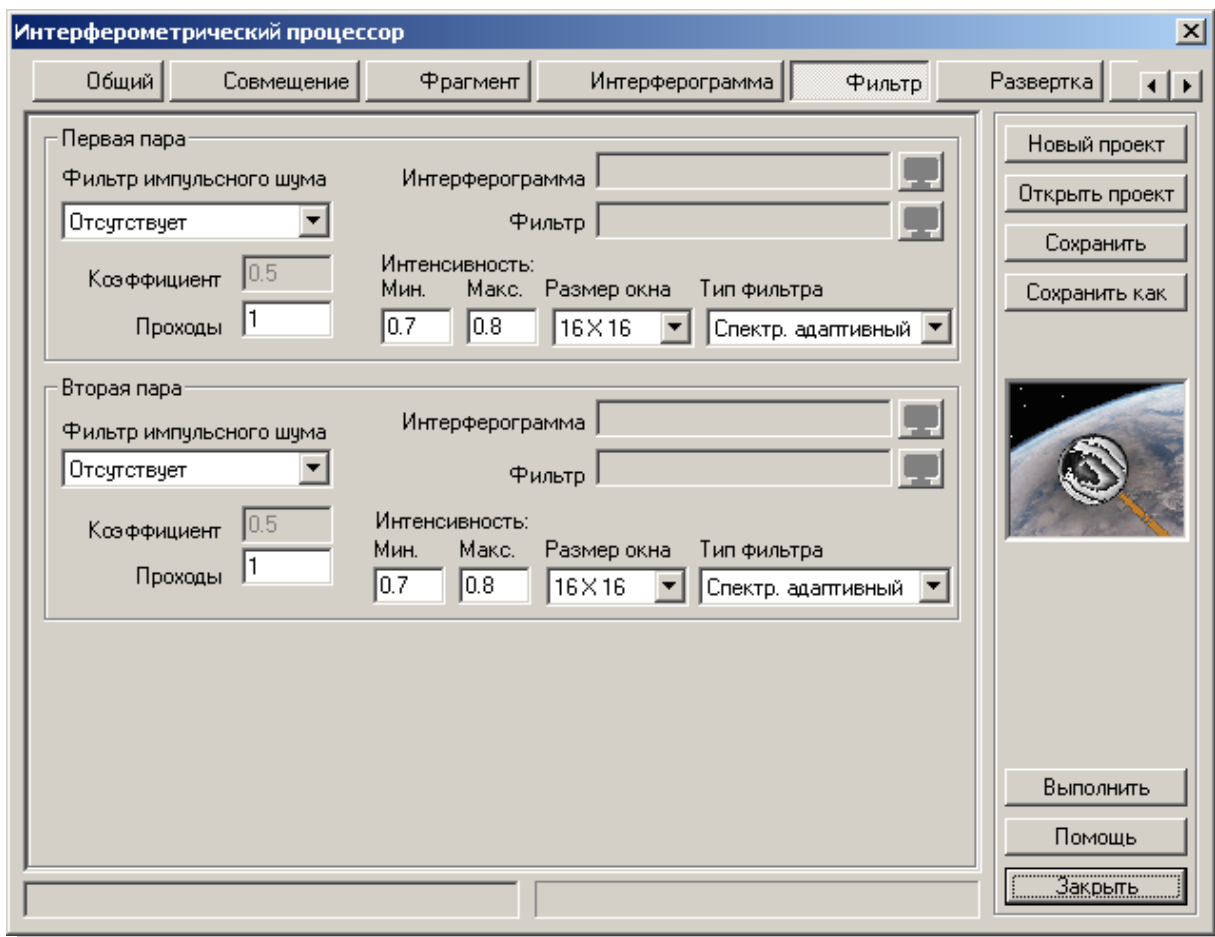 Интерферометрический процессор
Общий Совмещение Фрагмент Интерферограмма Фильтр Развертка
Первая пара
Фильтр импульсного шума
Отсутствует
Коэффициент 0.5
Проходы 1
Интерферограмма
Фильтр
Интенсивность:
Мин. Макс. Размер окна Тип фильтра
0.7 0.8 16 X 16 Спектр. адаптивный
Вторая пара
Фильтр импульсного шума
Отсутствует
Коэффициент 0.5
Проходы 1
Интерферограмма
Фильтр
Интенсивность:
Мин. Макс. Размер окна Тип фильтра
0.7 0.8 16 X 16 Спектр. адаптивный
Новый проект
Открыть проект
Сохранить
Сохранить как
Выполнить
Помощь
Закрыть